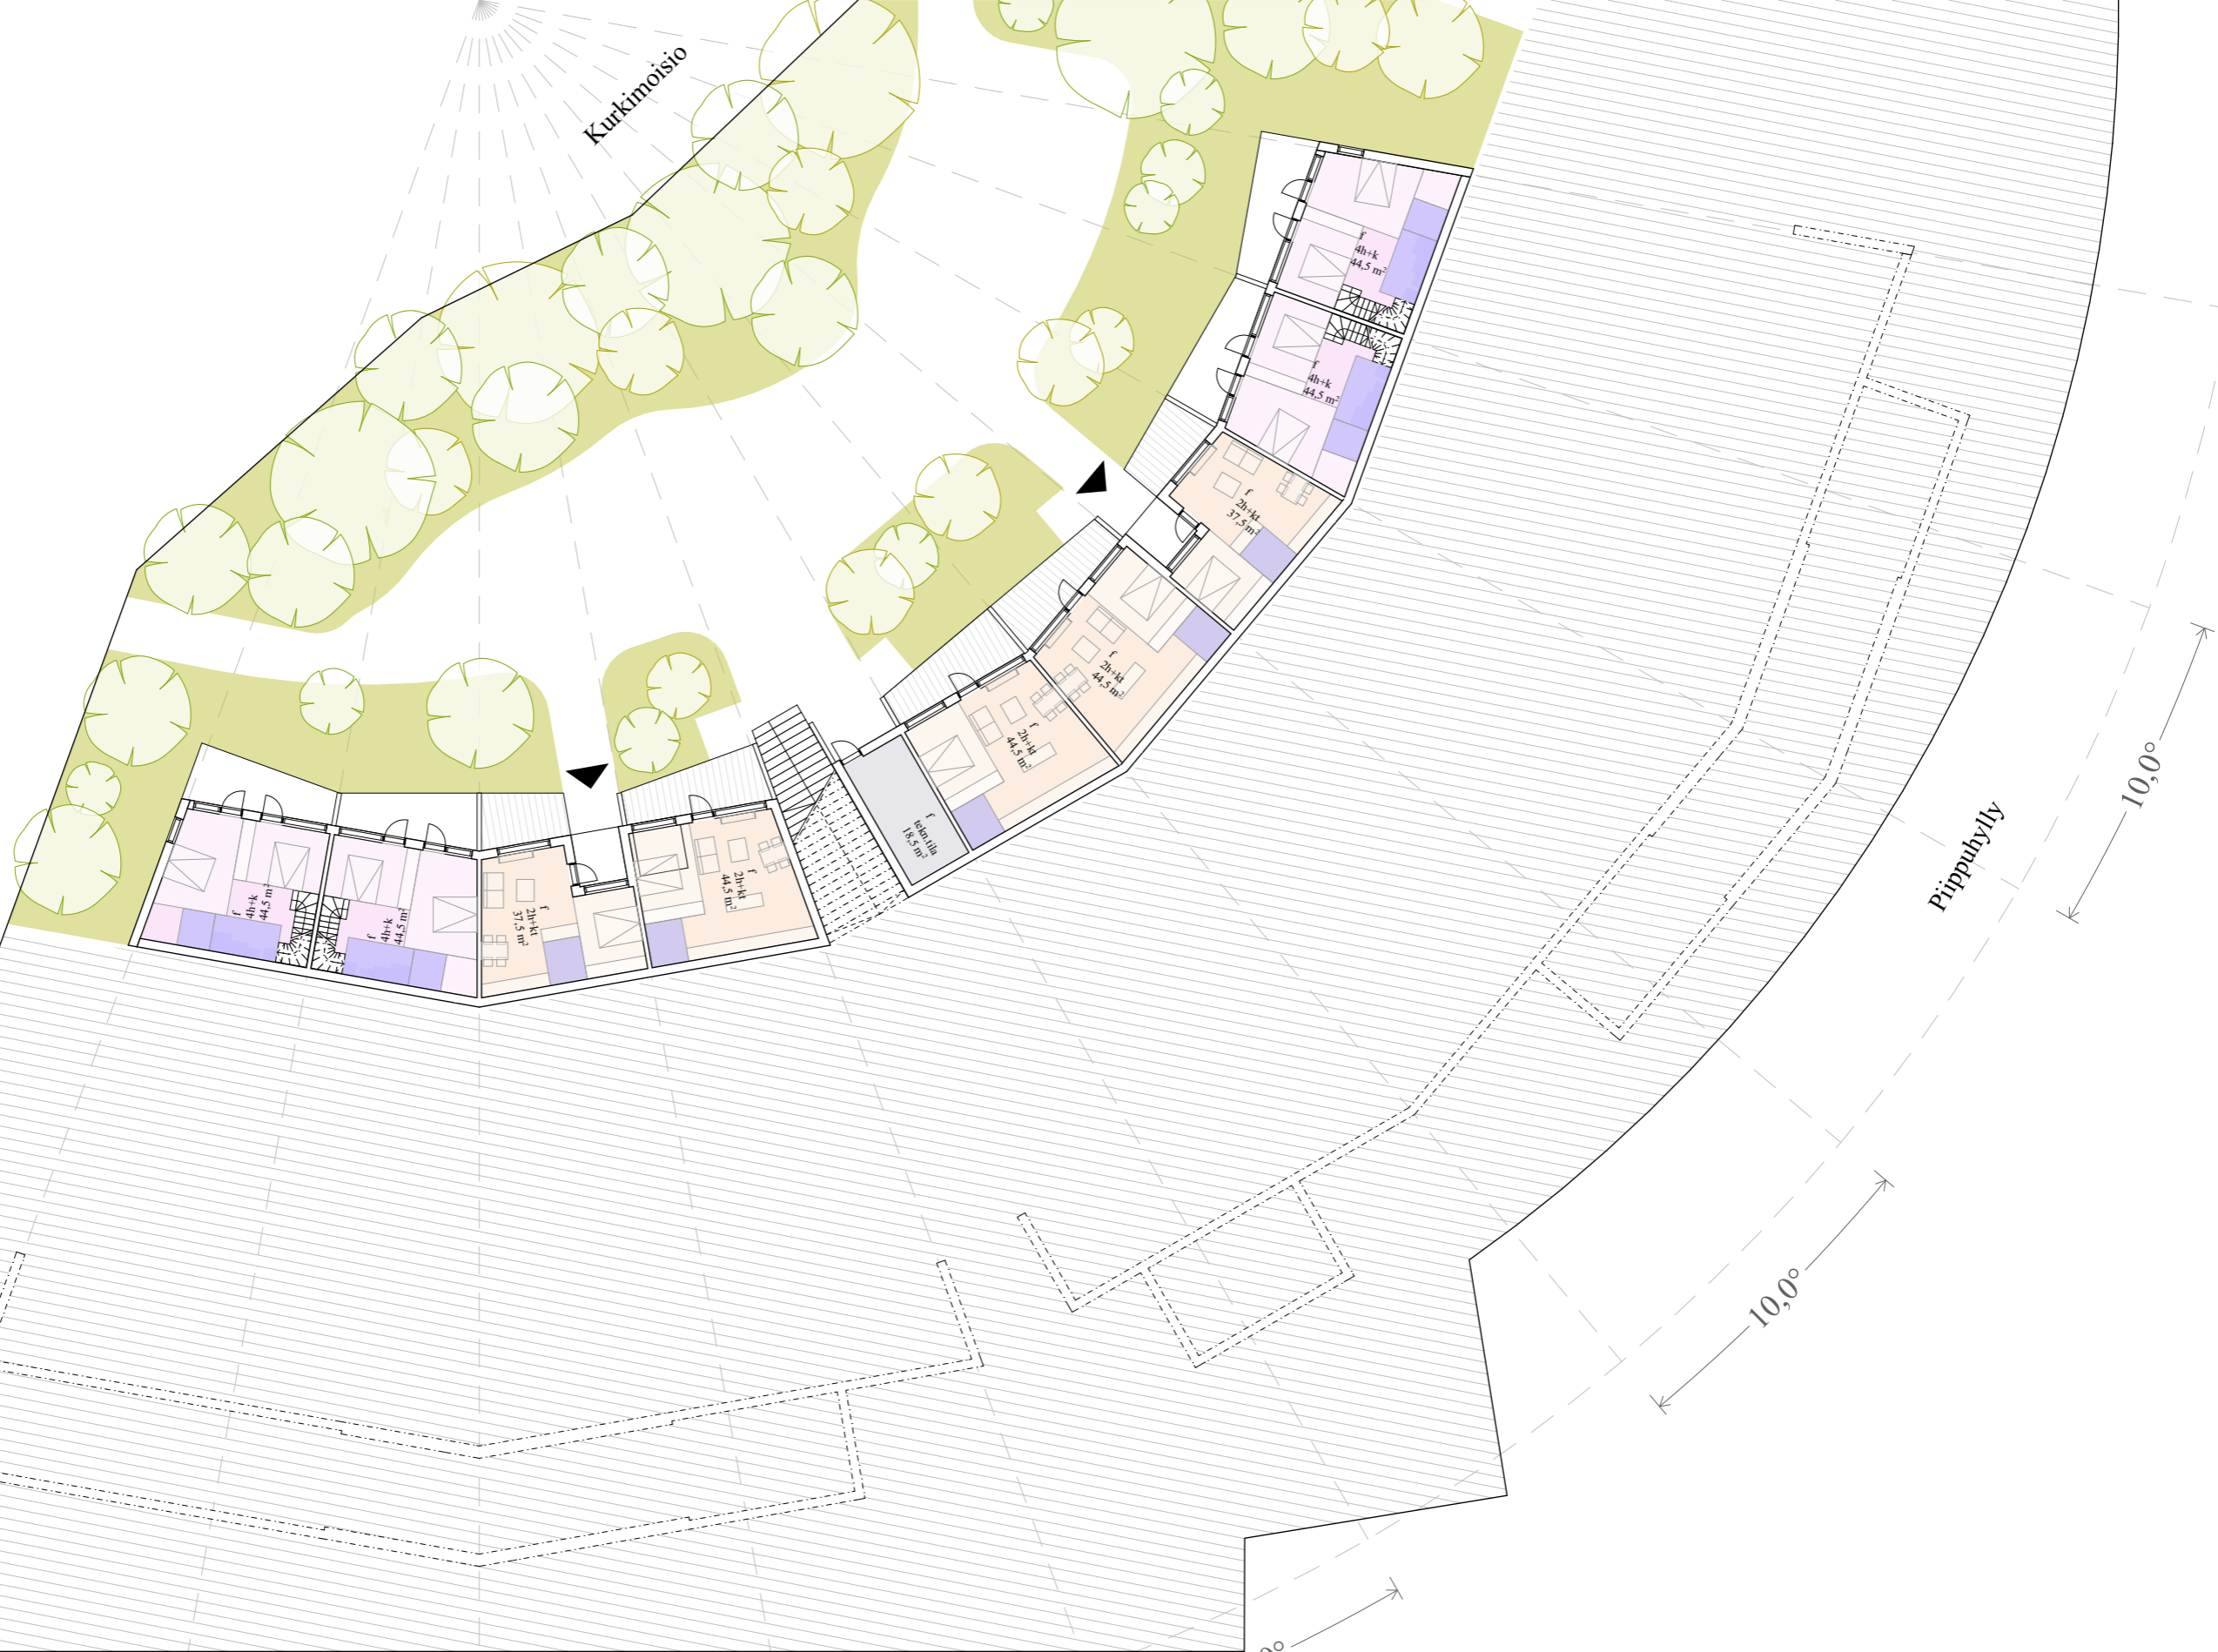 Kurkimoisio
f
4h+k
44,5 m²
f
4h+k
44,5 m²
f
2h+kt
37,5 m²
f
2h+kt
44,5 m²
f
2h+kt
44,5 m²
f
tekn.tila
18,5 m²
f
2h+kt
44,5 m²
f
2h+kt
37,5 m²
f
4h+k
44,5 m²
f
4h+k
44,5 m²
Piippuhylly
10,0°
10,0°